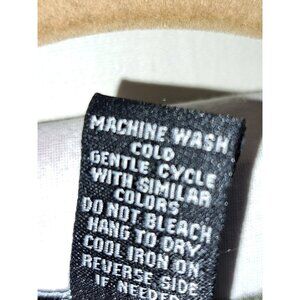 MACHINE WASH
COLD
GENTLE CYCLE
WITH SIMILAR
COLORS
DO NOT BLEACH
HANG TO DRY
COOL IRON ON
REVERSE SIDE
IF NEEDED